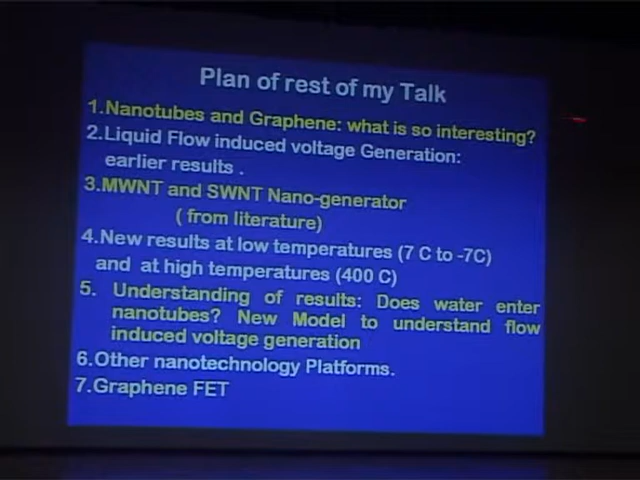 Plan of rest of my Talk
1.Nanotubes and Graphene: what is so interesting?
2.Liquid Flow induced voltage Generation:
earlier results .
3.MWNT and SWNT Nano-generator
( from literature)
4.New results at low temperatures (7 C to -7C)
and at high temperatures (400 C)
5. Understanding of results: Does water enter
nanotubes? New Model to understand flow
induced voltage generation
6.Other nanotechnology Platforms.
7.Graphene FET